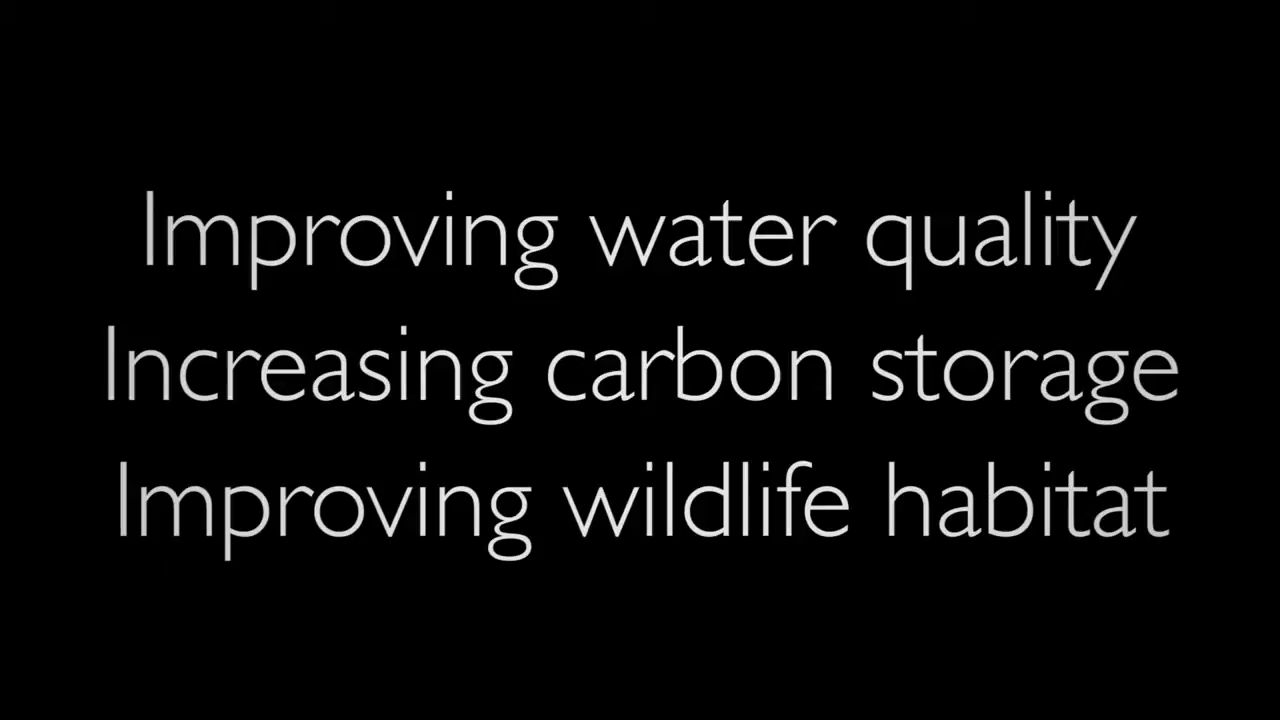 Improving water quality
Increasing carbon storage
Improving wildlife habitat